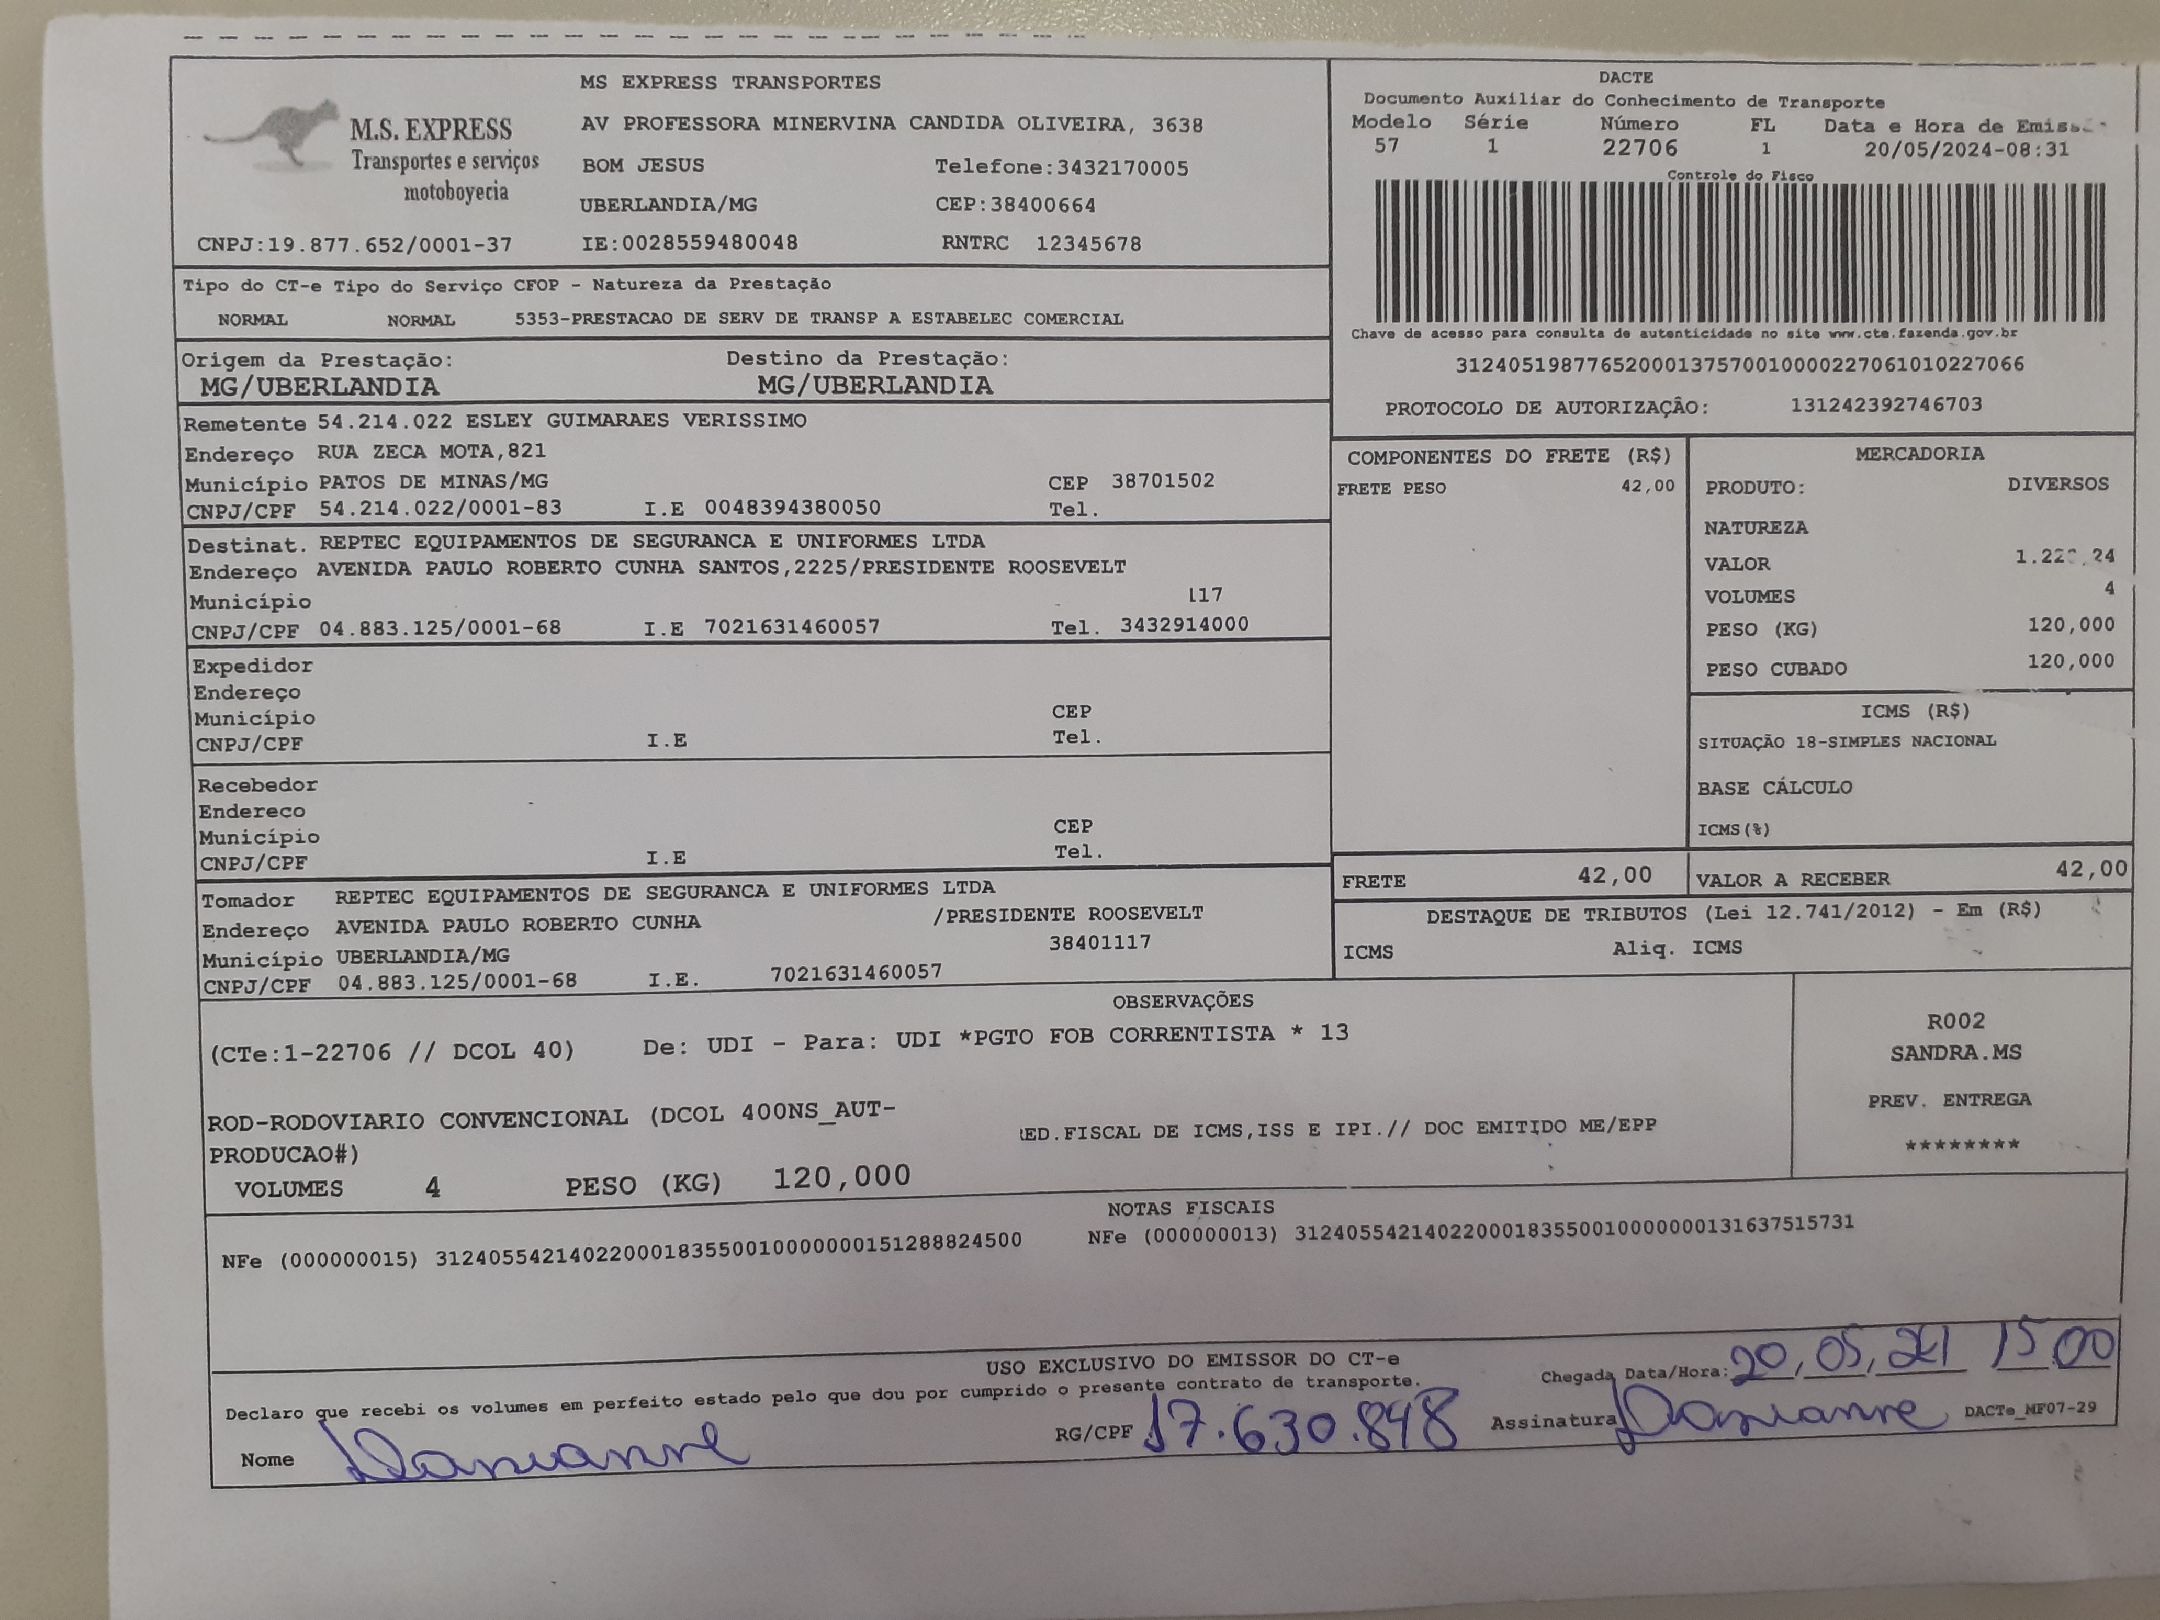 M.S. EXPRESS
Transportes e serviços
motoboyecia
MS EXPRESS TRANSPORTES
AV PROFESSORA MINERVINA CANDIDA OLIVEIRA, 3638
BOM JESUS Telefone:3432170005
UBERLANDIA/MG CEP:38400664
CNPJ:19.877.652/0001-37 IE:0028559480048 RNTRC 12345678
DACTE
Documento Auxiliar do Conhecimento de Transporte
Modelo Série Número FL Data e Hora de
57 1 22706 1 20/05/2024-08:31
Controle do Fisco
Chave de acesso para consulta de autenticidade no site www.cte.fazenda.gov.br
31240519877652000137570010000227061010227066
PROTOCOLO DE AUTORIZAÇÃO: 131242392746703
Tipo do CT-e Tipo do Serviço CFOP - Natureza da Prestação
NORMAL NORMAL 5353-PRESTACAO DE SERV DE TRANSP A ESTABELEC COMERCIAL
Origem da Prestação: Destino da Prestação:
MG/UBERLANDIA MG/UBERLANDIA
Remetente 54.214.022 ESLEY GUIMARAES VERISSIMO
Endereço RUA ZECA MOTA,821
Município PATOS DE MINAS/MG CEP 38701502
CNPJ/CPF 54.214.022/0001-83 I.E 0048394380050 Tel.
Destinat. REPTEC EQUIPAMENTOS DE SEGURANCA E UNIFORMES LTDA
Endereço AVENIDA PAULO ROBERTO CUNHA SANTOS,2225/PRESIDENTE ROOSEVELT
Município 117
CNPJ/CPF 04.883.125/0001-68 I.E 7021631460057 Tel. 3432914000
Expedidor
Endereço
Município CEP
CNPJ/CPF I.E Tel.
Recebedor
Endereco
Município CEP
CNPJ/CPF I.E Tel.
Tomador REPTEC EQUIPAMENTOS DE SEGURANCA E UNIFORMES LTDA
Endereço AVENIDA PAULO ROBERTO CUNHA /PRESIDENTE ROOSEVELT
Município UBERLANDIA/MG 38401117
CNPJ/CPF 04.883.125/0001-68 I.E. 7021631460057
COMPONENTES DO FRETE (R$)
FRETE PESO 42,00
MERCADORIA
PRODUTO: DIVERSOS
NATUREZA
VALOR
VOLUMES 4
PESO (KG) 120,000
PESO CUBADO 120,000
ICMS (R$)
SITUAÇÃO 18-SIMPLES NACIONAL
BASE CÁLCULO
ICMS(%)
FRETE 42,00 VALOR A RECEBER 42,00
DESTAQUE DE TRIBUTOS (Lei 12.741/2012) - Em (R$)
ICMS Aliq. ICMS
OBSERVAÇÕES
(CTe:1-22706 // DCOL 40) De: UDI - Para: UDI *PGTO FOB CORRENTISTA * 13
ROD-RODOVIARIO CONVENCIONAL (DCOL 400NS_AUT-
PRODUCAO#)
ED.FISCAL DE ICMS,ISS E IPI.// DOC EMITIDO ME/EPP
VOLUMES 4 PESO (KG) 120,000
R002
SANDRA.MS
PREV. ENTREGA
********
NOTAS FISCAIS
NFe (000000015) 31240554214022000183550010000000151288824500 NFe (000000013) 31240554214022000183550010000000131637515731
USO EXCLUSIVO DO EMISSOR DO CT-e
Declaro que recebi os volumes em perfeito estado pelo que dou por cumprido o presente contrato de transporte.
Chegada Data/Hora: 20,05,24 15 00
Nome RG/CPF 17.630.848 Assinatura DACTe_MF07-29